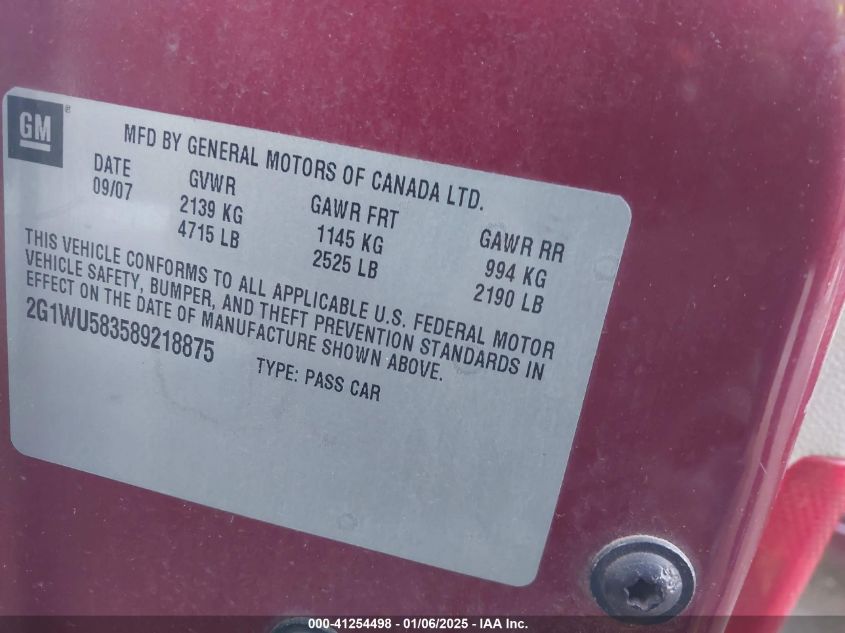 GM
MFD BY GENERAL MOTORS OF CANADA LTD.
DATE GVWR GAWR FRT GAWR RR
09/07 2139 KG 1145 KG 994 KG
4715 LB 2525 LB 2190 LB
THIS VEHICLE CONFORMS TO ALL APPLICABLE U.S. FEDERAL MOTOR
VEHICLE SAFETY, BUMPER, AND THEFT PREVENTION STANDARDS IN
EFFECT ON THE DATE OF MANUFACTURE SHOWN ABOVE.
2G1WU583589218875 TYPE: PASS CAR
000-41254498 - 01/06/2025 - IAA Inc.